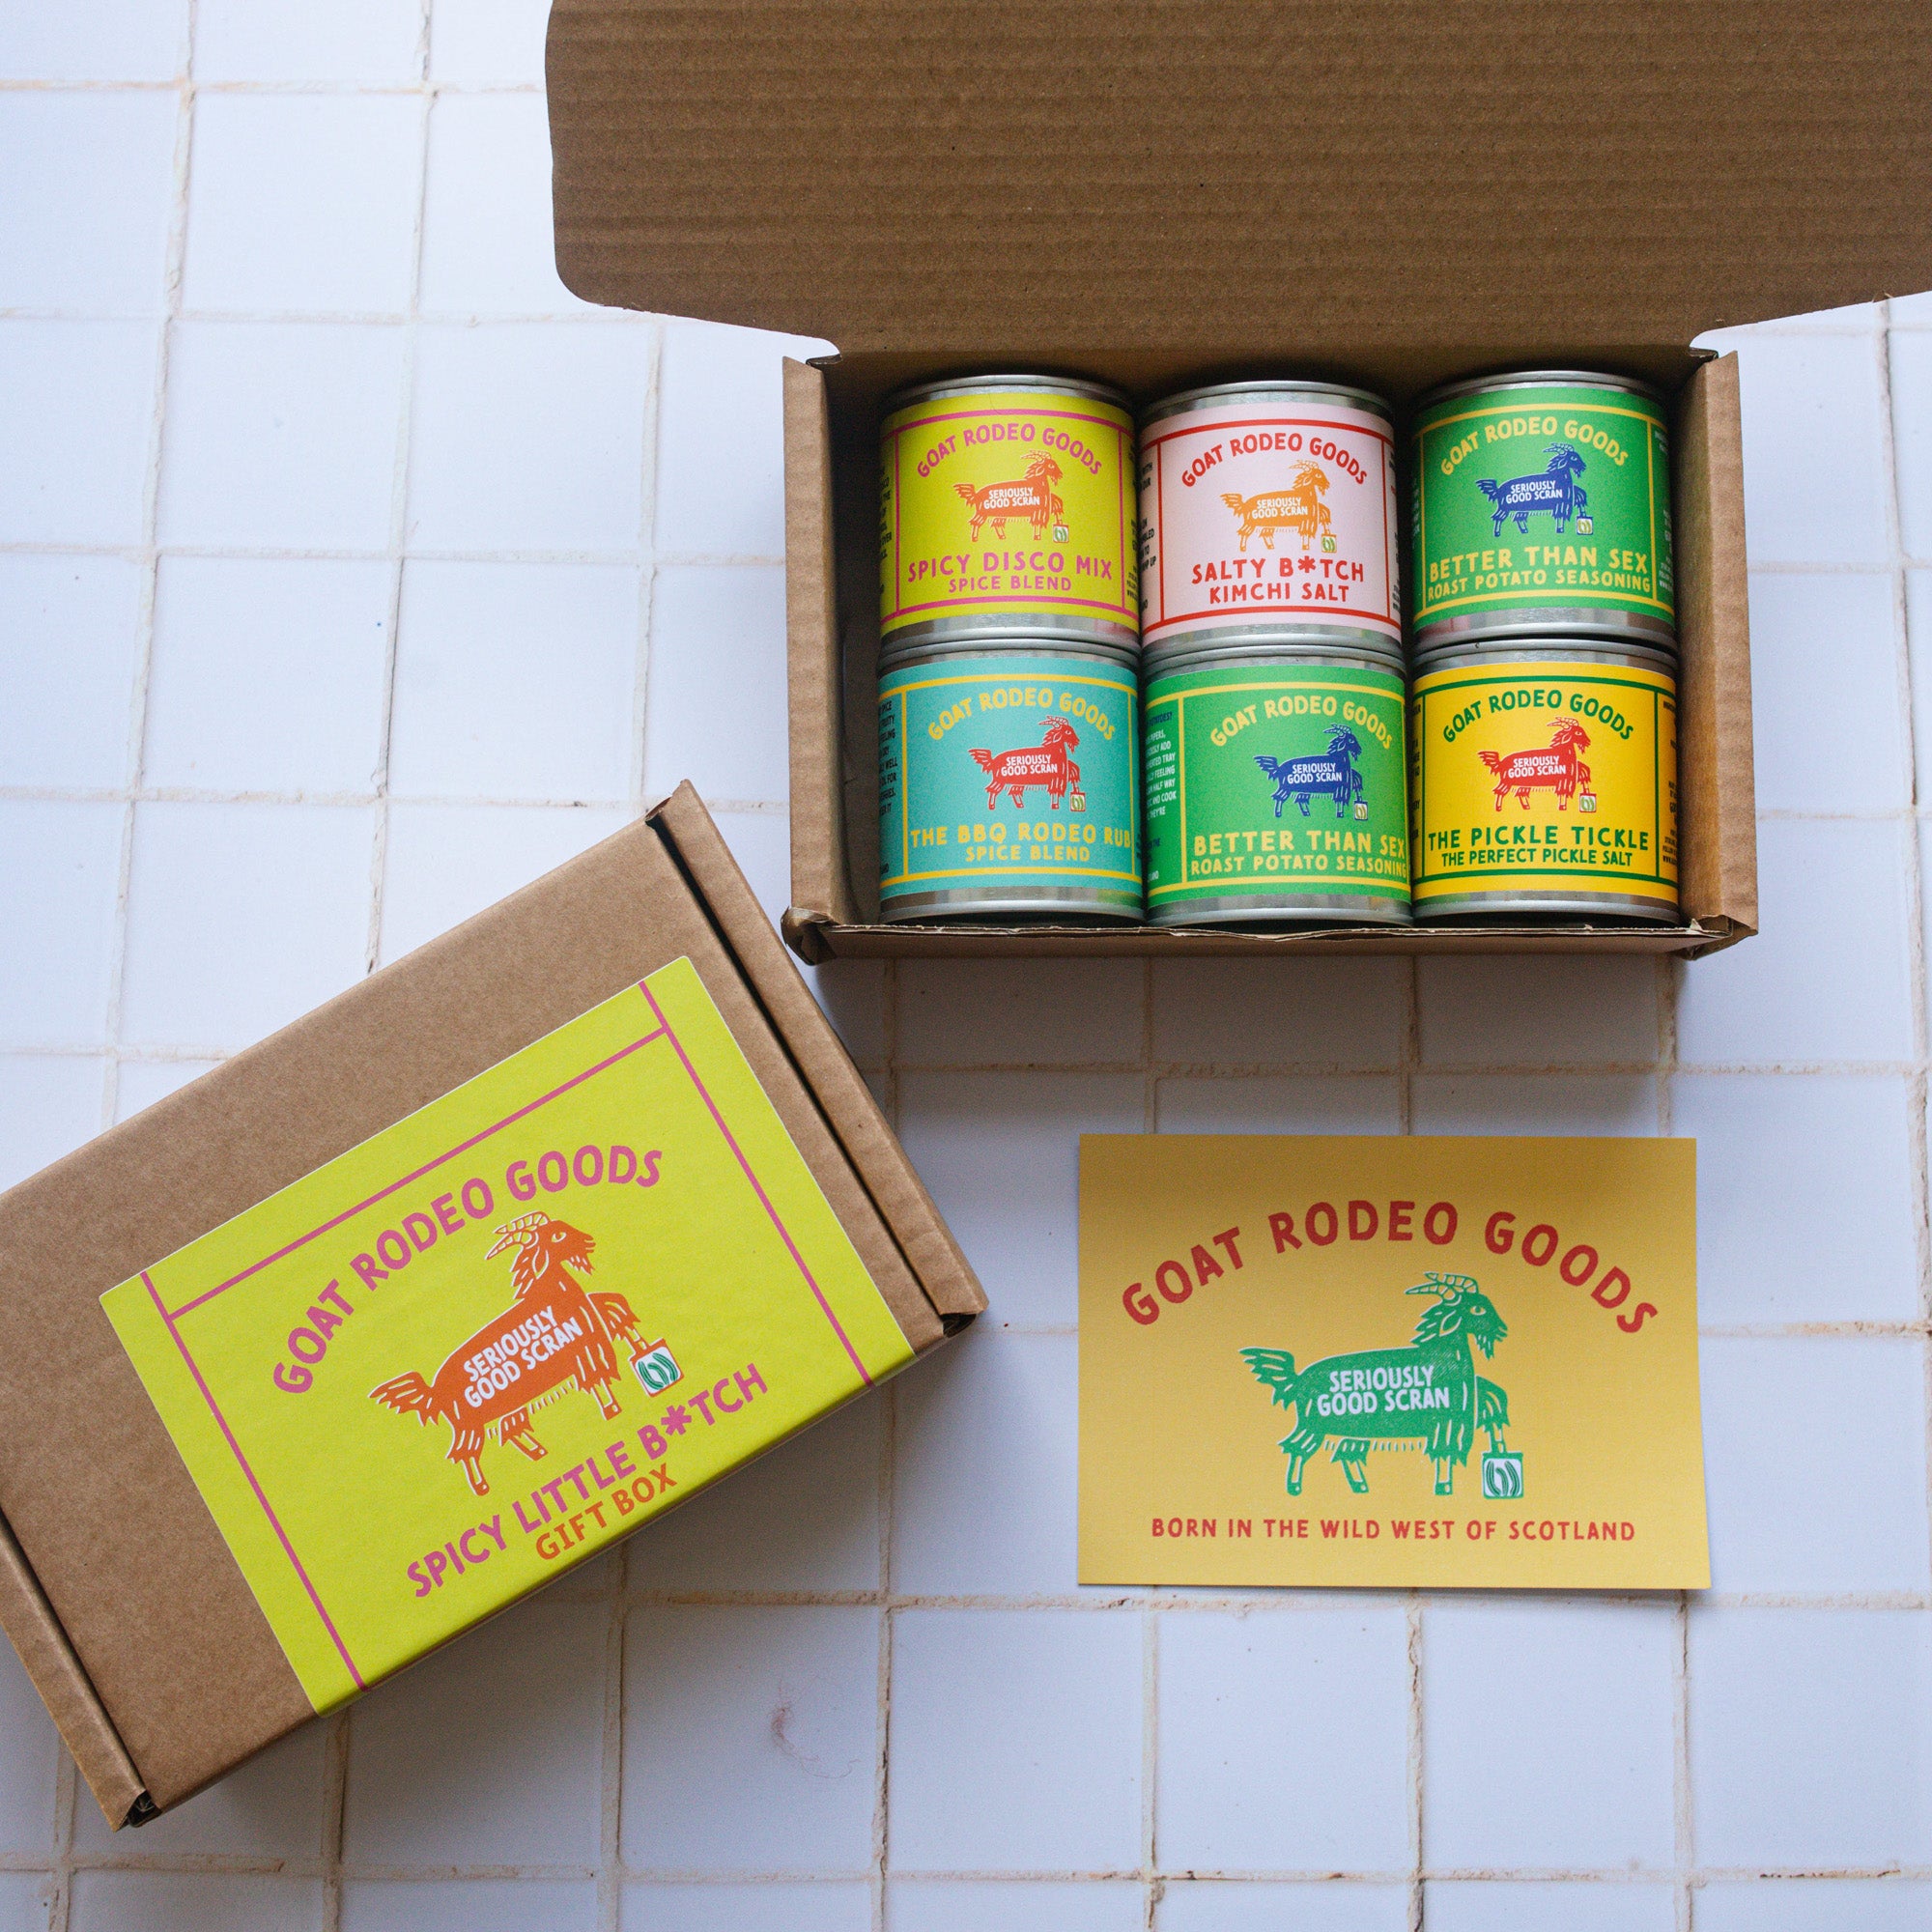 GOAT RODEO GOODS
SERIOUSLY
GOOD SCRAN
SPICY DISCO MIX
SPICE BLEND
GOAT RODEO GOODS
SERIOUSLY
GOOD SCRAN
SALTY B*TCH
KIMCHI SALT
GOAT RODEO GOODS
SERIOUSLY
GOOD SCRAN
BETTER THAN SEX
ROAST POTATO SEASONING
GOAT RODEO GOODS
SERIOUSLY
GOOD SCRAN
THE BBQ RODEO RUB
SPICE BLEND
GOAT RODEO GOODS
SERIOUSLY
GOOD SCRAN
BETTER THAN SEX
ROAST POTATO SEASONING
GOAT RODEO GOODS
SERIOUSLY
GOOD SCRAN
THE PICKLE TICKLE
THE PERFECT PICKLE SALT
GOAT RODEO GOODS
SERIOUSLY
GOOD SCRAN
SPICY LITTLE B*TCH
GIFT BOX
GOAT RODEO GOODS
SERIOUSLY
GOOD SCRAN
BORN IN THE WILD WEST OF SCOTLAND